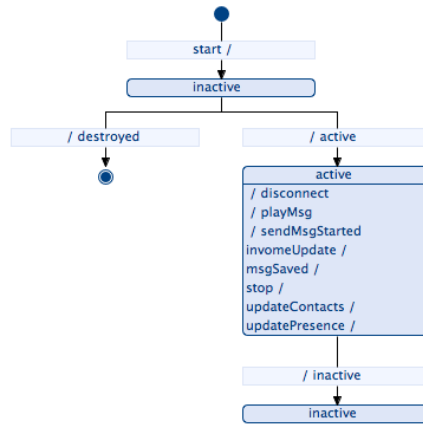 start /
inactive
/ destroyed
/ active
active
/ disconnect
/ playMsg
/ sendMsgStarted
invomeUpdate /
msgSaved /
stop /
updateContacts /
updatePresence /
/ inactive
inactive